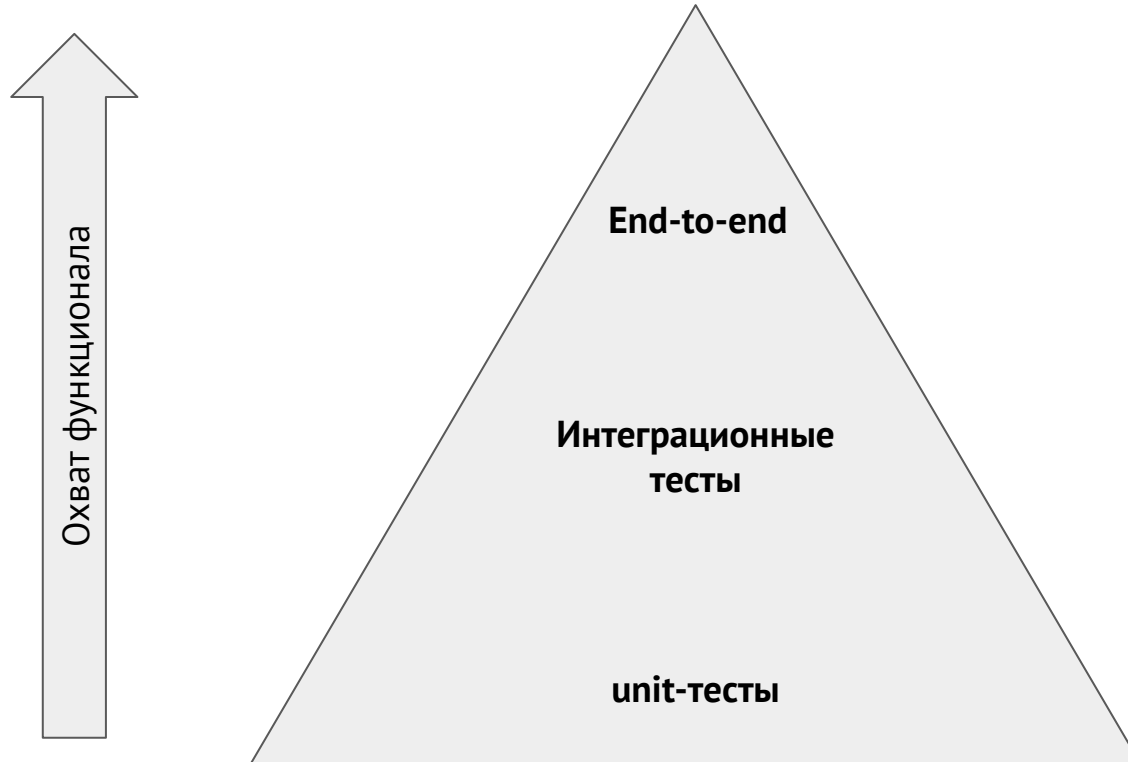 Охват функционала
End-to-end
Интеграционные
тесты
unit-тесты